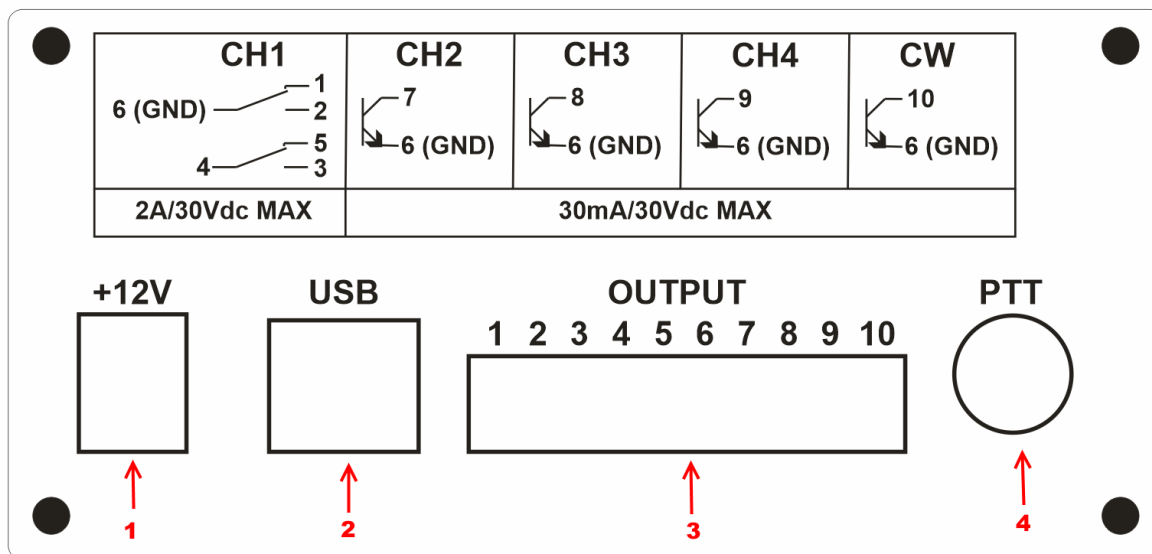 CH1 CH2 CH3 CH4 CW
1 7 8 9 10
6 (GND) 2
5 6 (GND) 6 (GND) 6 (GND) 6 (GND)
4 3
2A/30Vdc MAX 30mA/30Vdc MAX
+12V USB OUTPUT PTT
1 2 3 4 5 6 7 8 9 10
1 2 3 4